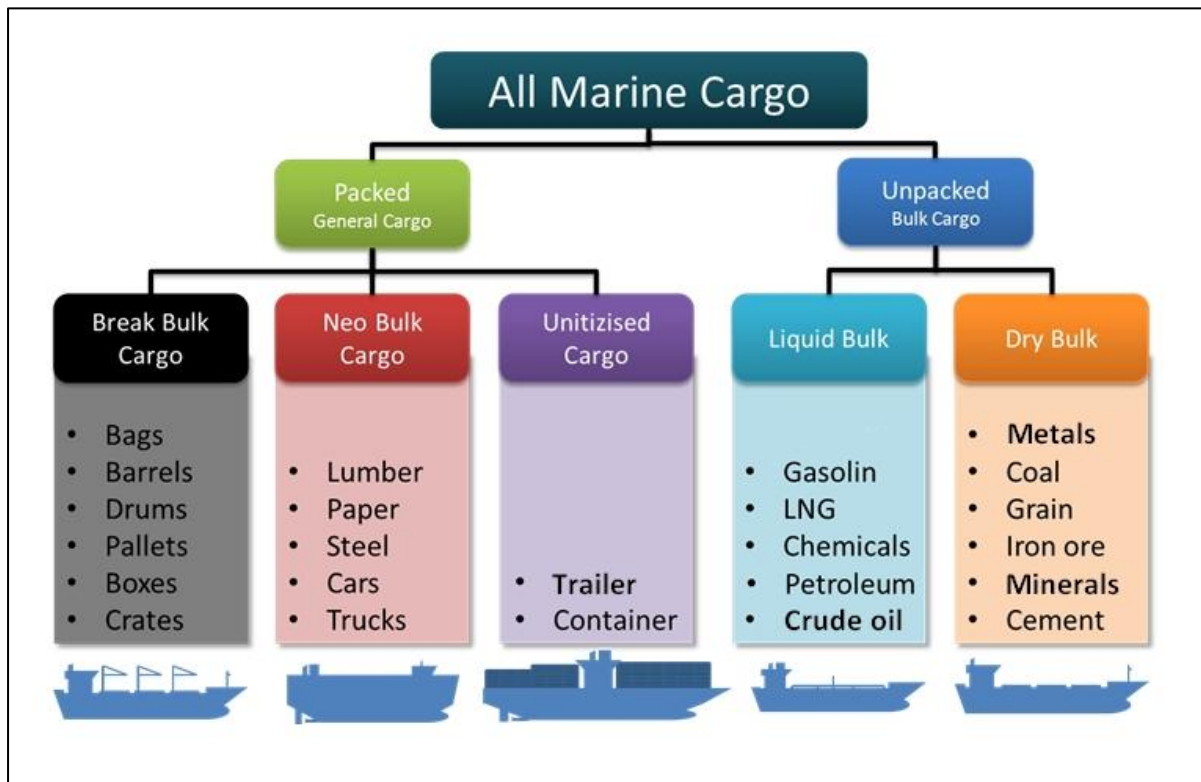 All Marine Cargo
Packed
General Cargo
Unpacked
Bulk Cargo
Break Bulk
Cargo
• Bags
• Barrels
• Drums
• Pallets
• Boxes
• Crates
Neo Bulk
Cargo
• Lumber
• Paper
• Steel
• Cars
• Trucks
Unitizised
Cargo
• Trailer
• Container
Liquid Bulk
• Gasolin
• LNG
• Chemicals
• Petroleum
• Crude oil
Dry Bulk
• Metals
• Coal
• Grain
• Iron ore
• Minerals
• Cement